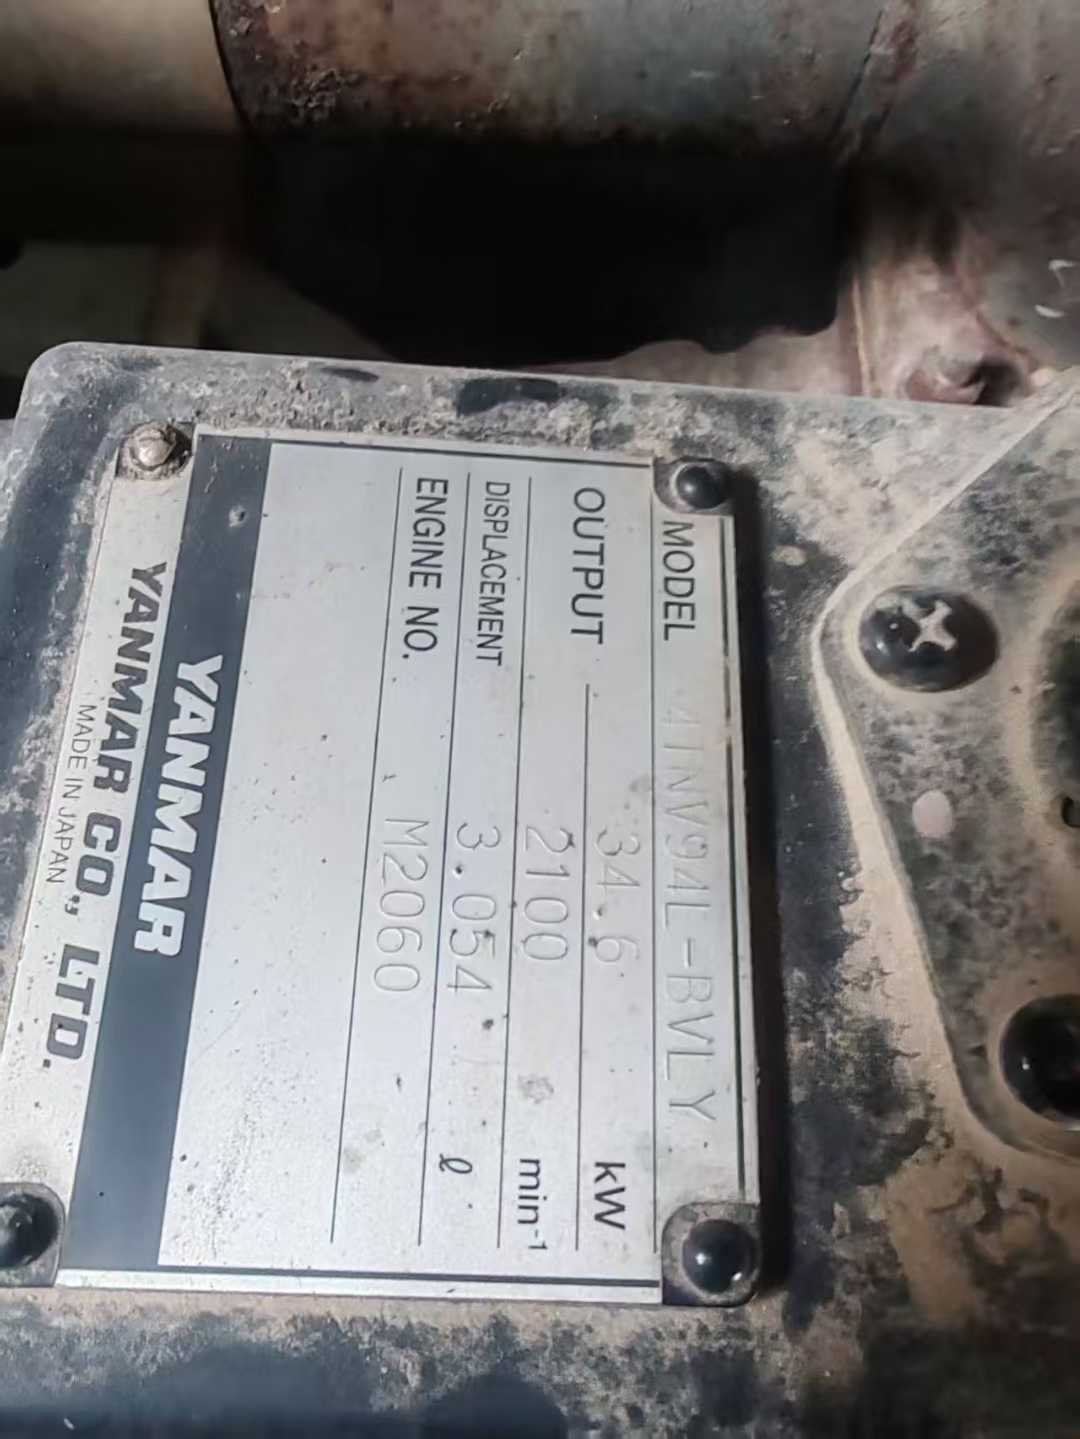 MODEL 4TNV94L-BVLY
OUTPUT 34.6 kW
2100 min⁻¹
DISPLACEMENT 3.054 ℓ
ENGINE NO. M2060
YANMAR
YANMAR CO., LTD.
MADE IN JAPAN